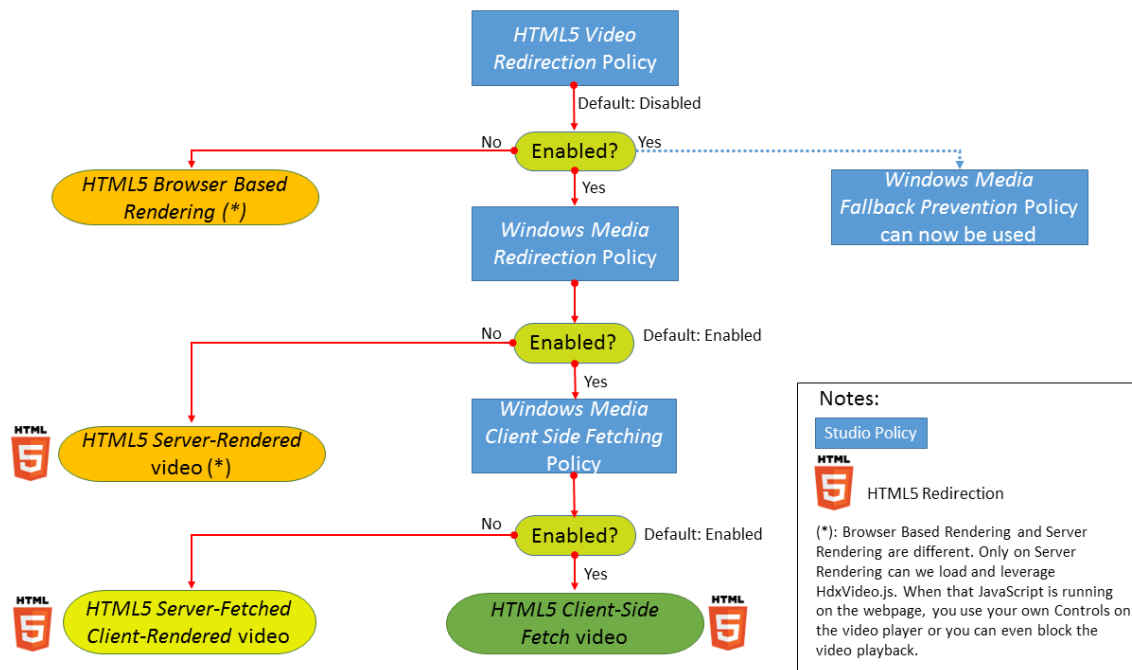 HTML5 Video
Redirection Policy
Default: Disabled
No
Enabled?
Yes
Yes
HTML5 Browser Based
Rendering (*)
Windows Media
Fallback Prevention Policy
can now be used
Windows Media
Redirection Policy
No
Enabled?
Default: Enabled
Yes
HTML
5
HTML5 Server-Rendered
video (*)
Windows Media
Client Side Fetching
Policy
No
Enabled?
Default: Enabled
Yes
HTML
5
HTML5 Server-Fetched
Client-Rendered video
HTML5 Client-Side
Fetch video
HTML
5
Notes:
Studio Policy
HTML
5
HTML5 Redirection
(*): Browser Based Rendering and Server
Rendering are different. Only on Server
Rendering can we load and leverage
HdxVideo.js. When that JavaScript is running
on the webpage, you use your own Controls on
the video player or you can even block the
video playback.